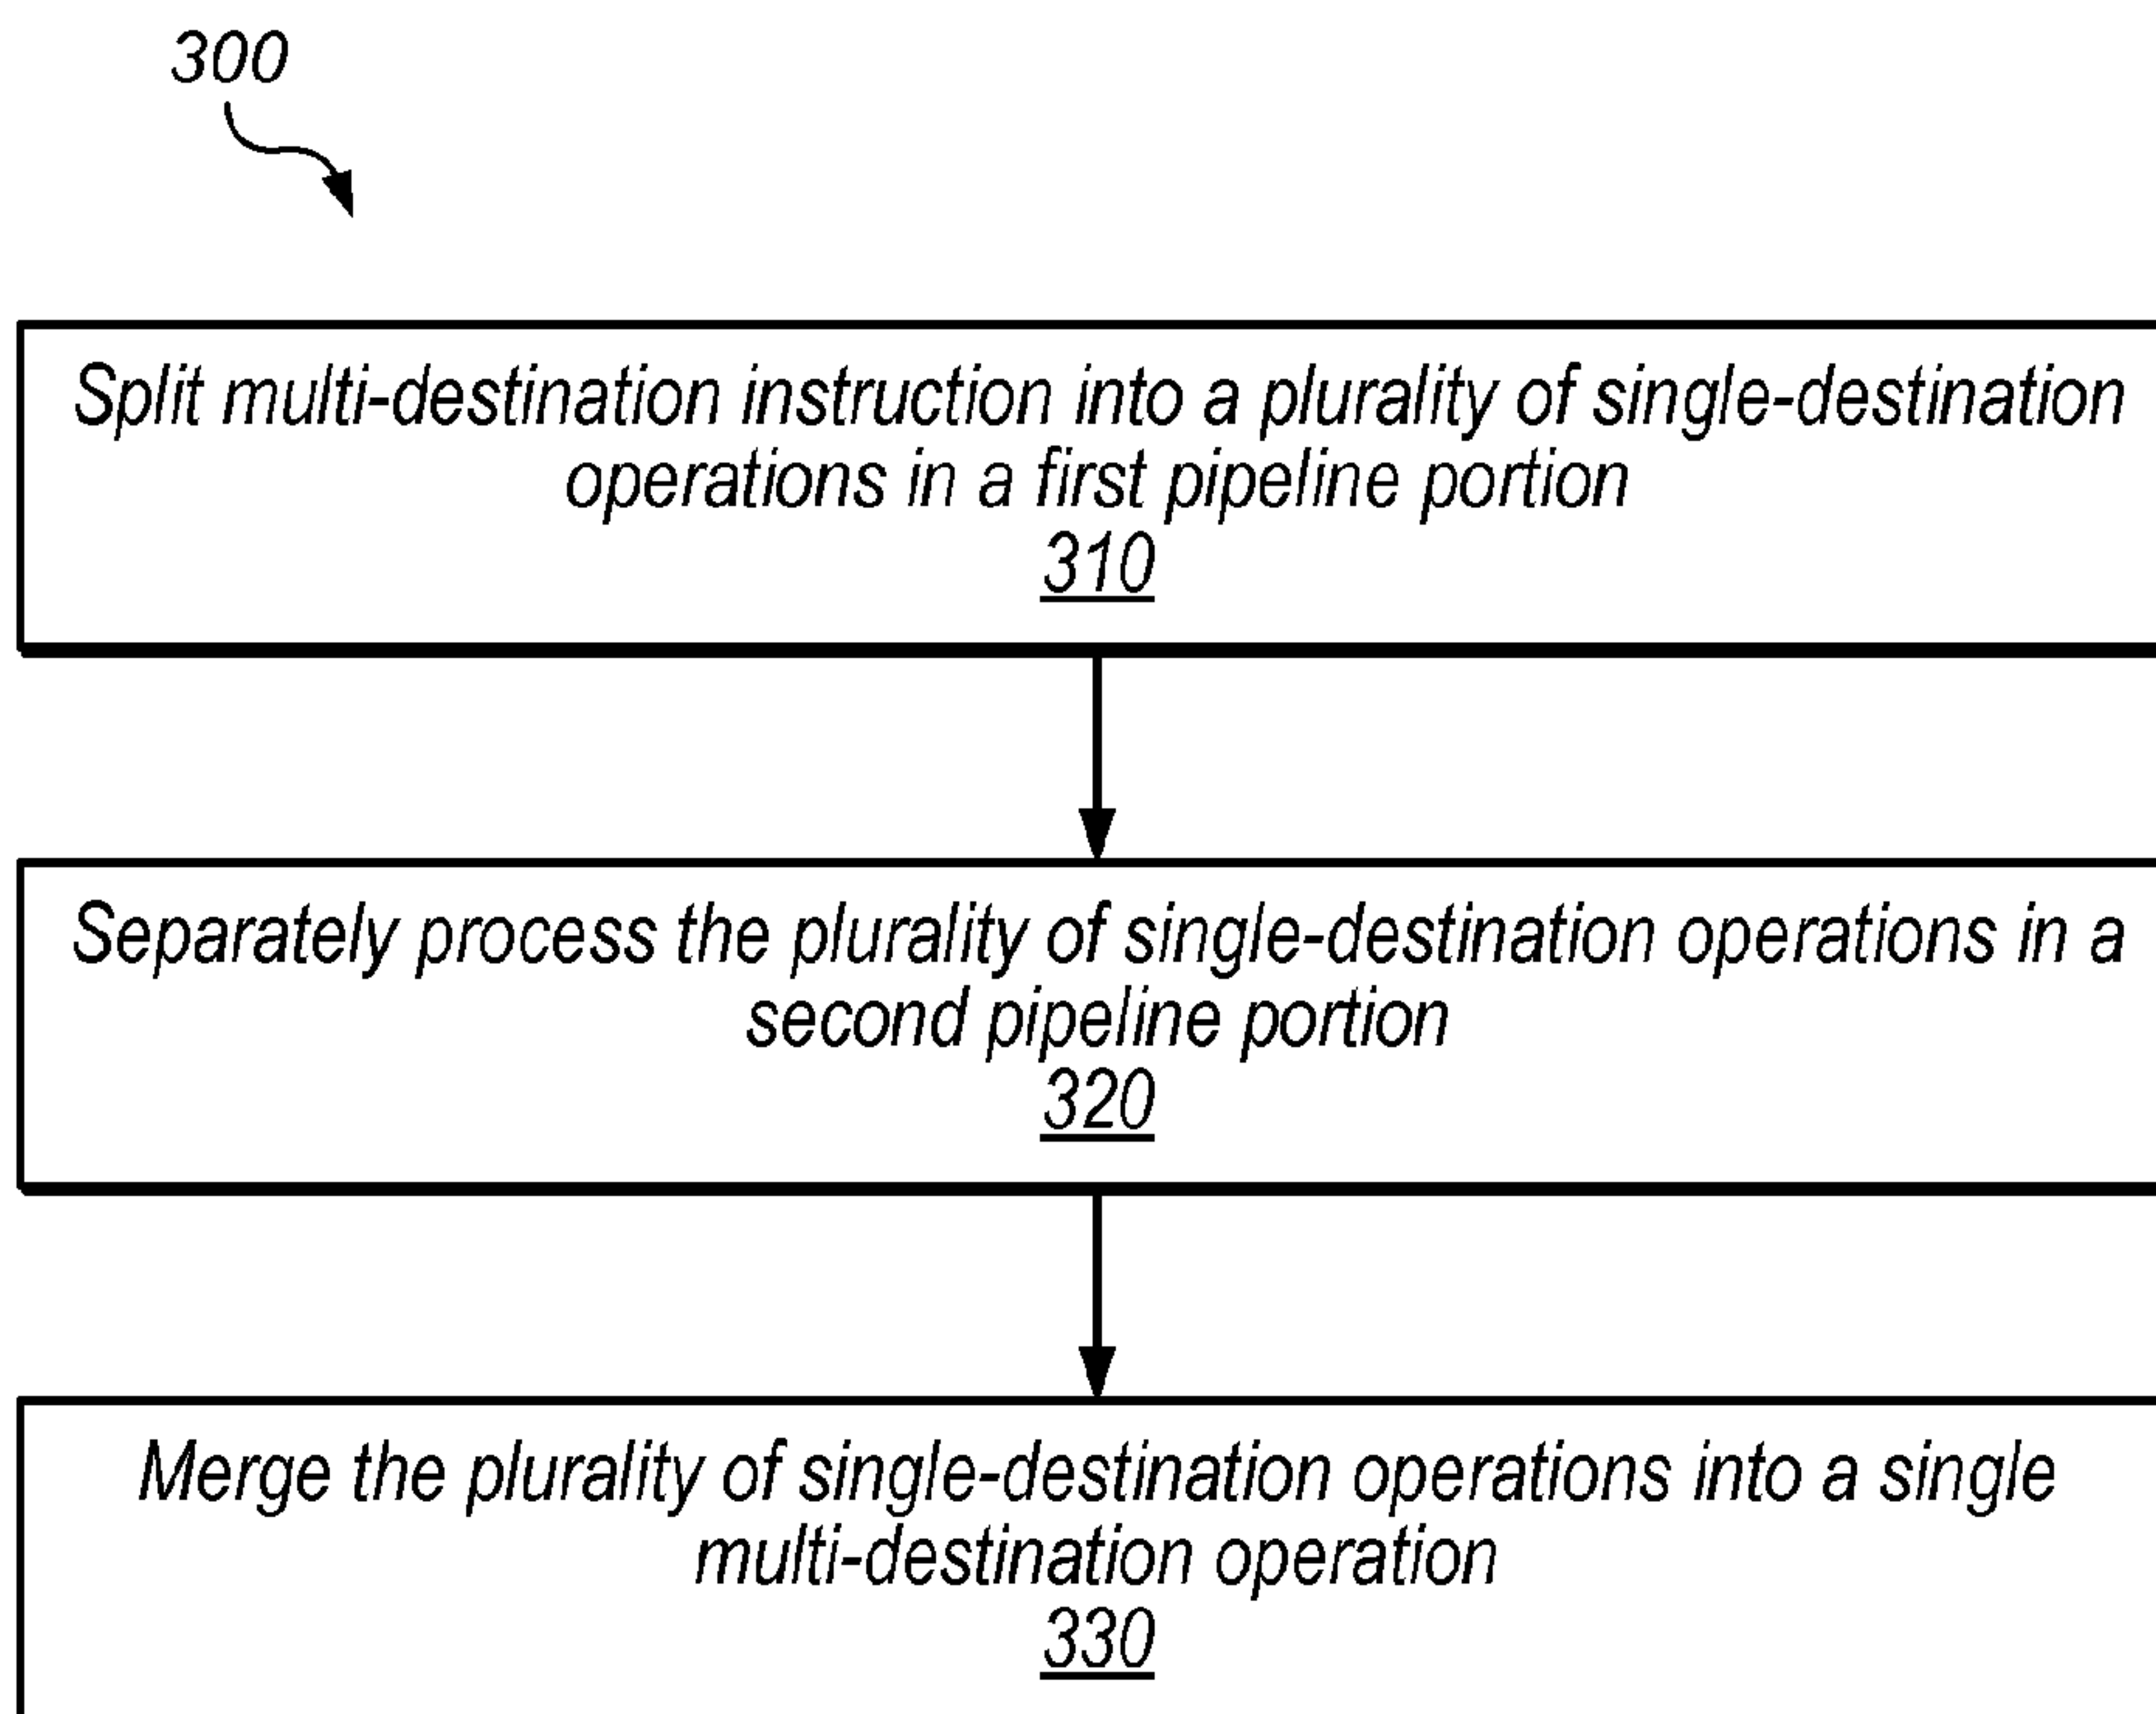 300
Split multi-destination instruction into a plurality of single-destination
operations in a first pipeline portion
310
Separately process the plurality of single-destination operations in a
second pipeline portion
320
Merge the plurality of single-destination operations into a single
multi-destination operation
330